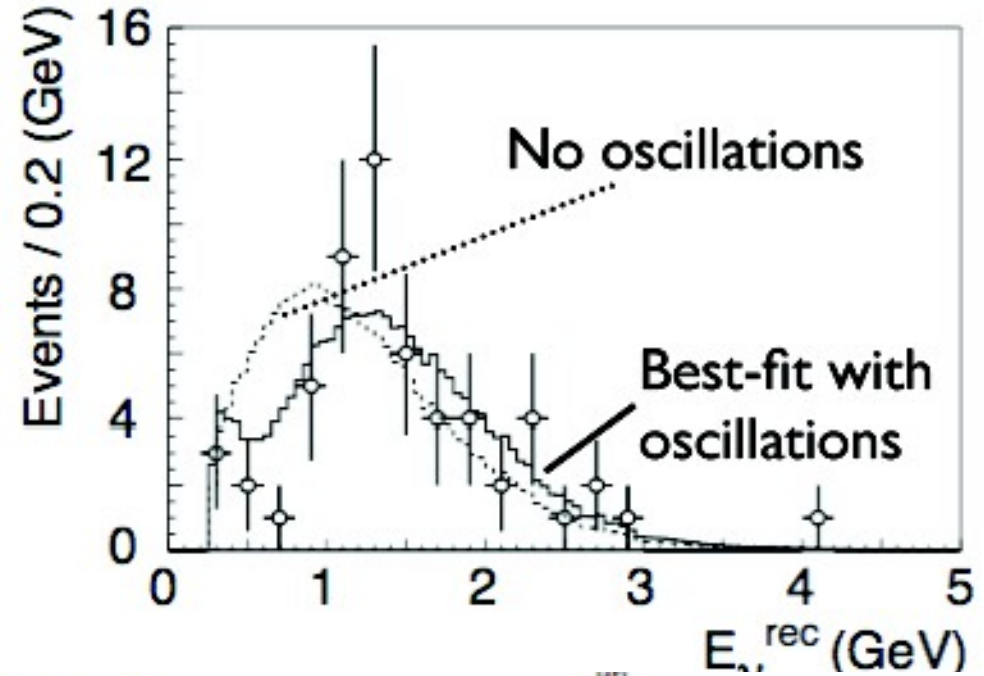 Events / 0.2 (GeV)
16
12
8
4
0
No oscillations
Best-fit with
oscillations
0 1 2 3 4 5
E rec (GeV)